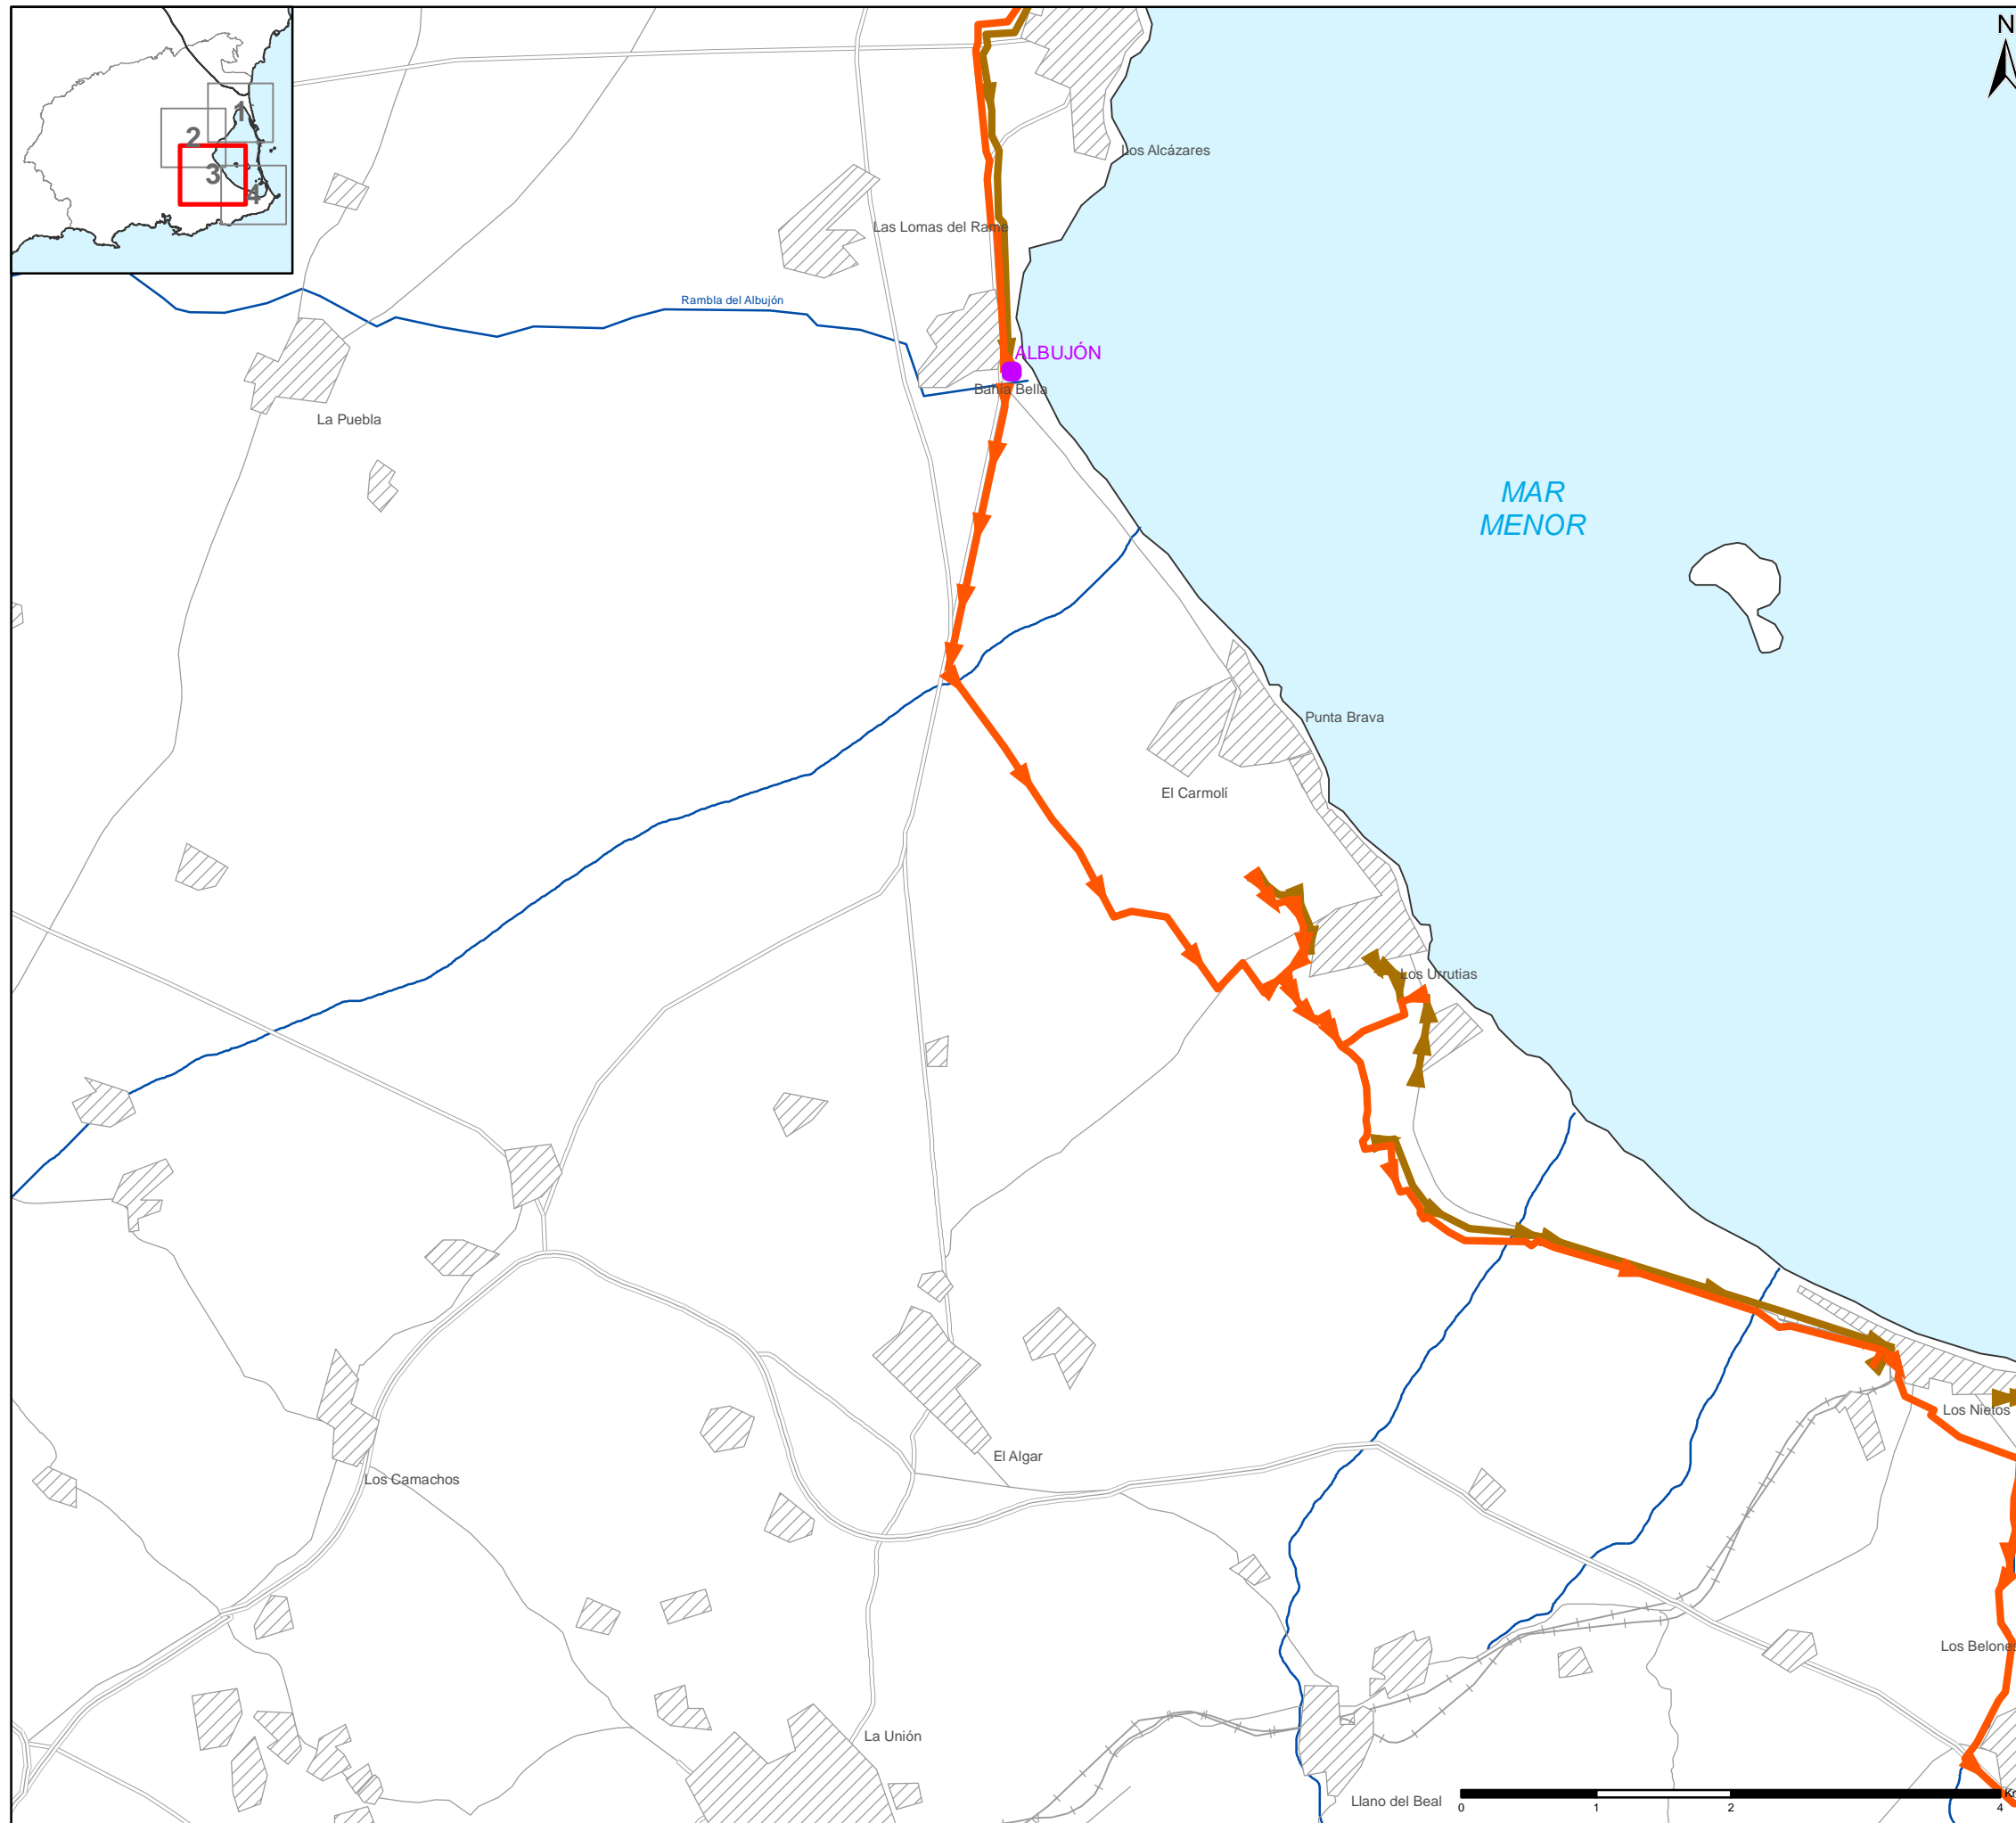 N
1
2
3
4
Los Alcázares
Las Lomas del Rame
Rambla del Albujón
ALBUJÓN
Bahía Bella
La Puebla
MAR
MENOR
Punta Brava
El Carmolí
Los Urrutias
Los Nietos
El Algar
Los Camachos
Los Belones
La Unión
Llano del Beal
Km
0 1 2 4